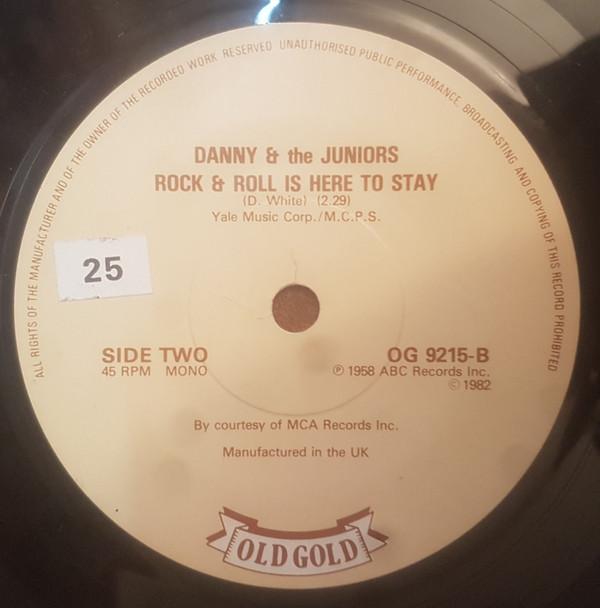 ALL RIGHTS OF THE MANUFACTURER AND OF THE OWNER OF THE RECORDED WORK RESERVED UNAUTHORISED PUBLIC PERFORMANCE, BROADCASTING AND COPYING OF THIS RECORD PROHIBITED
DANNY & the JUNIORS
ROCK & ROLL IS HERE TO STAY
(D. White) (2.29)
Yale Music Corp./M.C.P.S.
25
SIDE TWO
45 RPM MONO
OG 9215-B
℗ 1958 ABC Records Inc.
© 1982
By courtesy of MCA Records Inc.
Manufactured in the UK
OLD GOLD